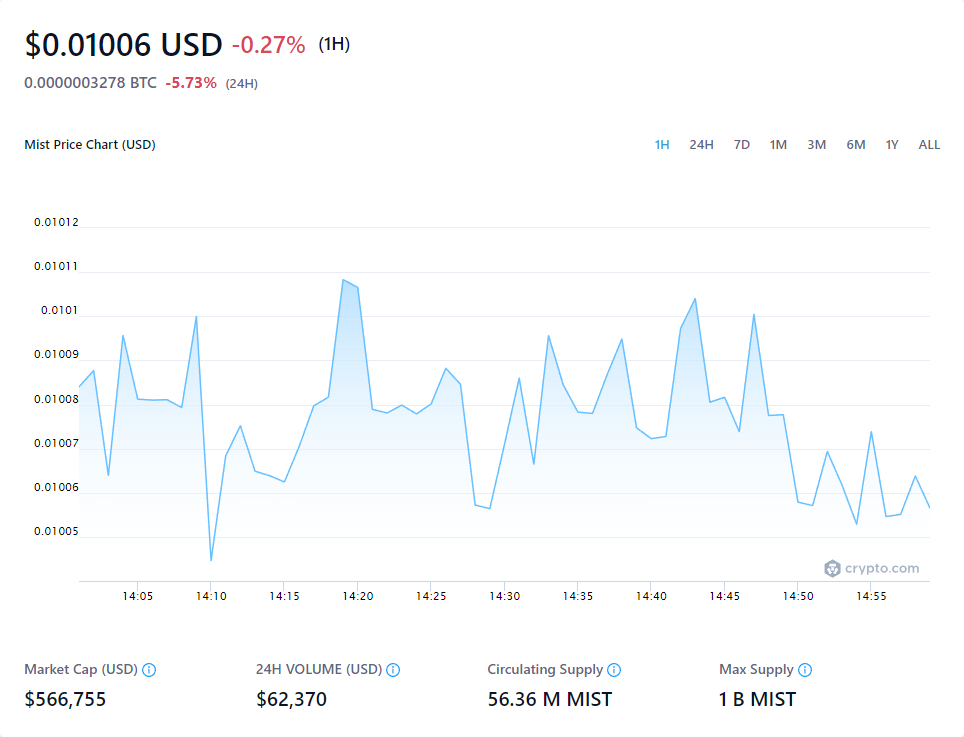 $0.01006 USD -0.27% (1H)
0.0000003278 BTC -5.73% (24H)
Mist Price Chart (USD)
1H 24H 7D 1M 3M 6M 1Y ALL
0.01012
0.01011
0.0101
0.01009
0.01008
0.01007
0.01006
0.01005
crypto.com
14:05 14:10 14:15 14:20 14:25 14:30 14:35 14:40 14:45 14:50 14:55
Market Cap (USD) 24H VOLUME (USD) Circulating Supply Max Supply
$566,755 $62,370 56.36 M MIST 1 B MIST